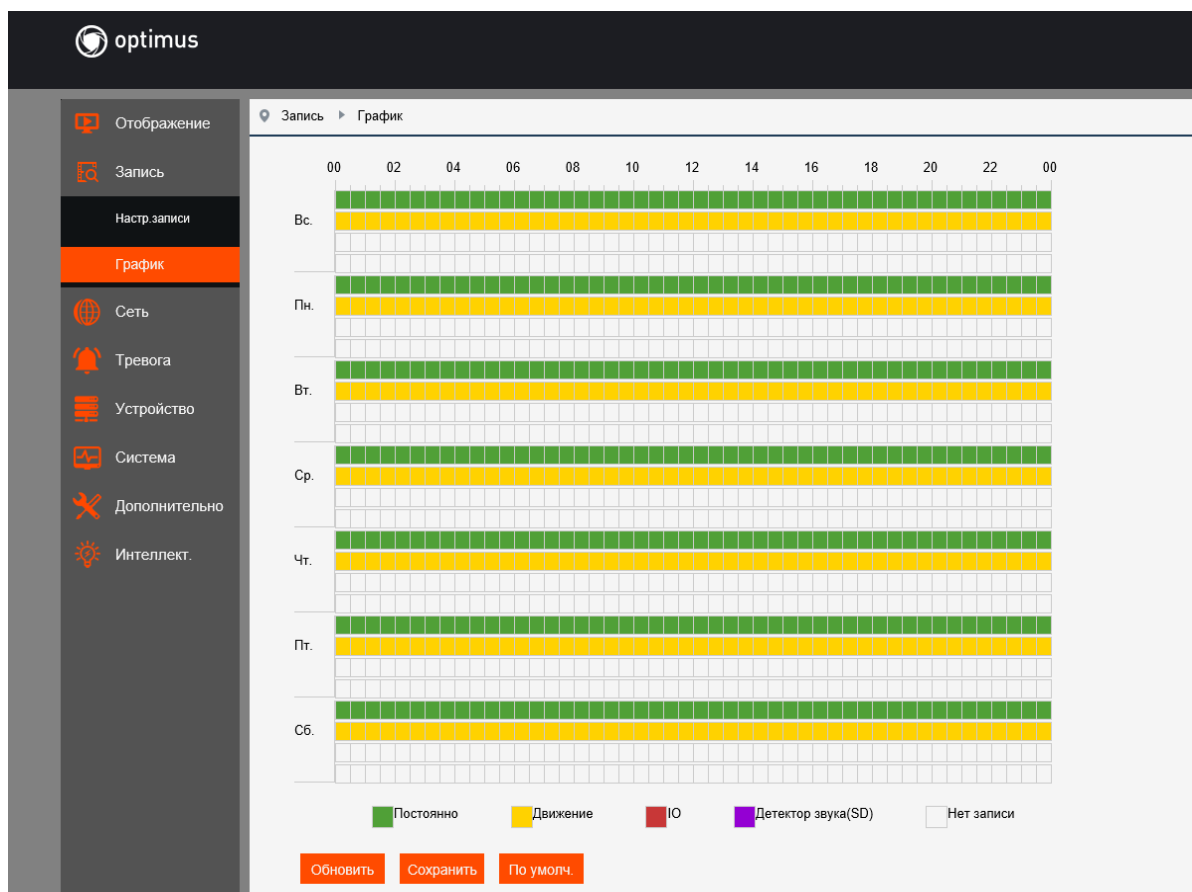 optimus
Отображение
Запись
Настр.записи
График
Сеть
Тревога
Устройство
Система
Дополнительно
Интеллект.
Запись График
00 02 04 06 08 10 12 14 16 18 20 22 00
Вс.
Пн.
Вт.
Ср.
Чт.
Пт.
Сб.
Постоянно Движение IO Детектор звука(SD) Нет записи
Обновить Сохранить По умолч.